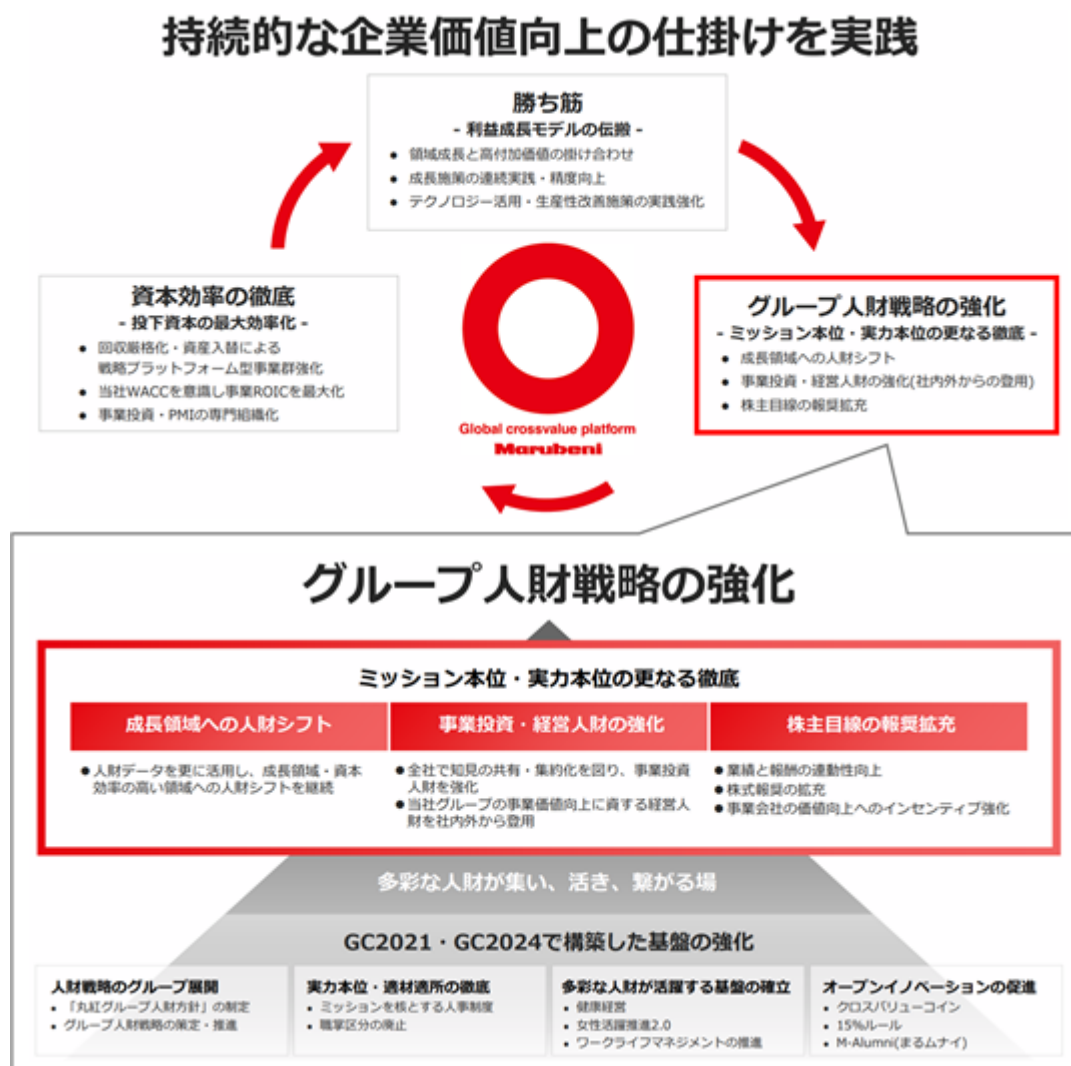 持続的な企業価値向上の仕掛けを実践
勝ち筋
- 利益成長モデルの伝搬 -
● 領域成長と高付加価値の掛け合わせ
● 成長施策の連続実践・精度向上
● テクノロジー活用・生産性改善施策の実践強化
資本効率の徹底
- 投下資本の最大効率化 -
● 回収厳格化・資産入替による
戦略プラットフォーム型事業群強化
● 当社WACCを意識し事業ROICを最大化
● 事業投資・PMIの専門組織化
Global crossvalue platform
Marubeni
グループ人財戦略の強化
- ミッション本位・実力本位の更なる徹底 -
● 成長領域への人財シフト
● 事業投資・経営人財の強化(社内外からの登用)
● 株主目線の報奨拡充
グループ人財戦略の強化
ミッション本位・実力本位の更なる徹底
成長領域への人財シフト
●人財データを更に活用し、成長領域・資本
効率の高い領域への人財シフトを継続
事業投資・経営人財の強化
●全社で知見の共有・集約化を図り、事業投資
人財を強化
●当社グループの事業価値向上に資する経営人
財を社内外から登用
株主目線の報奨拡充
●業績と報酬の連動性向上
●株式報奨の拡充
●事業会社の価値向上へのインセンティブ強化
多彩な人財が集い、活き、繋がる場
GC2021・GC2024で構築した基盤の強化
人財戦略のグループ展開
• 「丸紅グループ人財方針」の制定
• グループ人財戦略の策定・推進
実力本位・適材適所の徹底
• ミッションを核とする人事制度
• 職掌区分の廃止
多彩な人財が活躍する基盤の確立
• 健康経営
• 女性活躍推進2.0
• ワークライフマネジメントの推進
オープンイノベーションの促進
• クロスバリューコイン
• 15%ルール
• M-Alumni(まるムナイ)